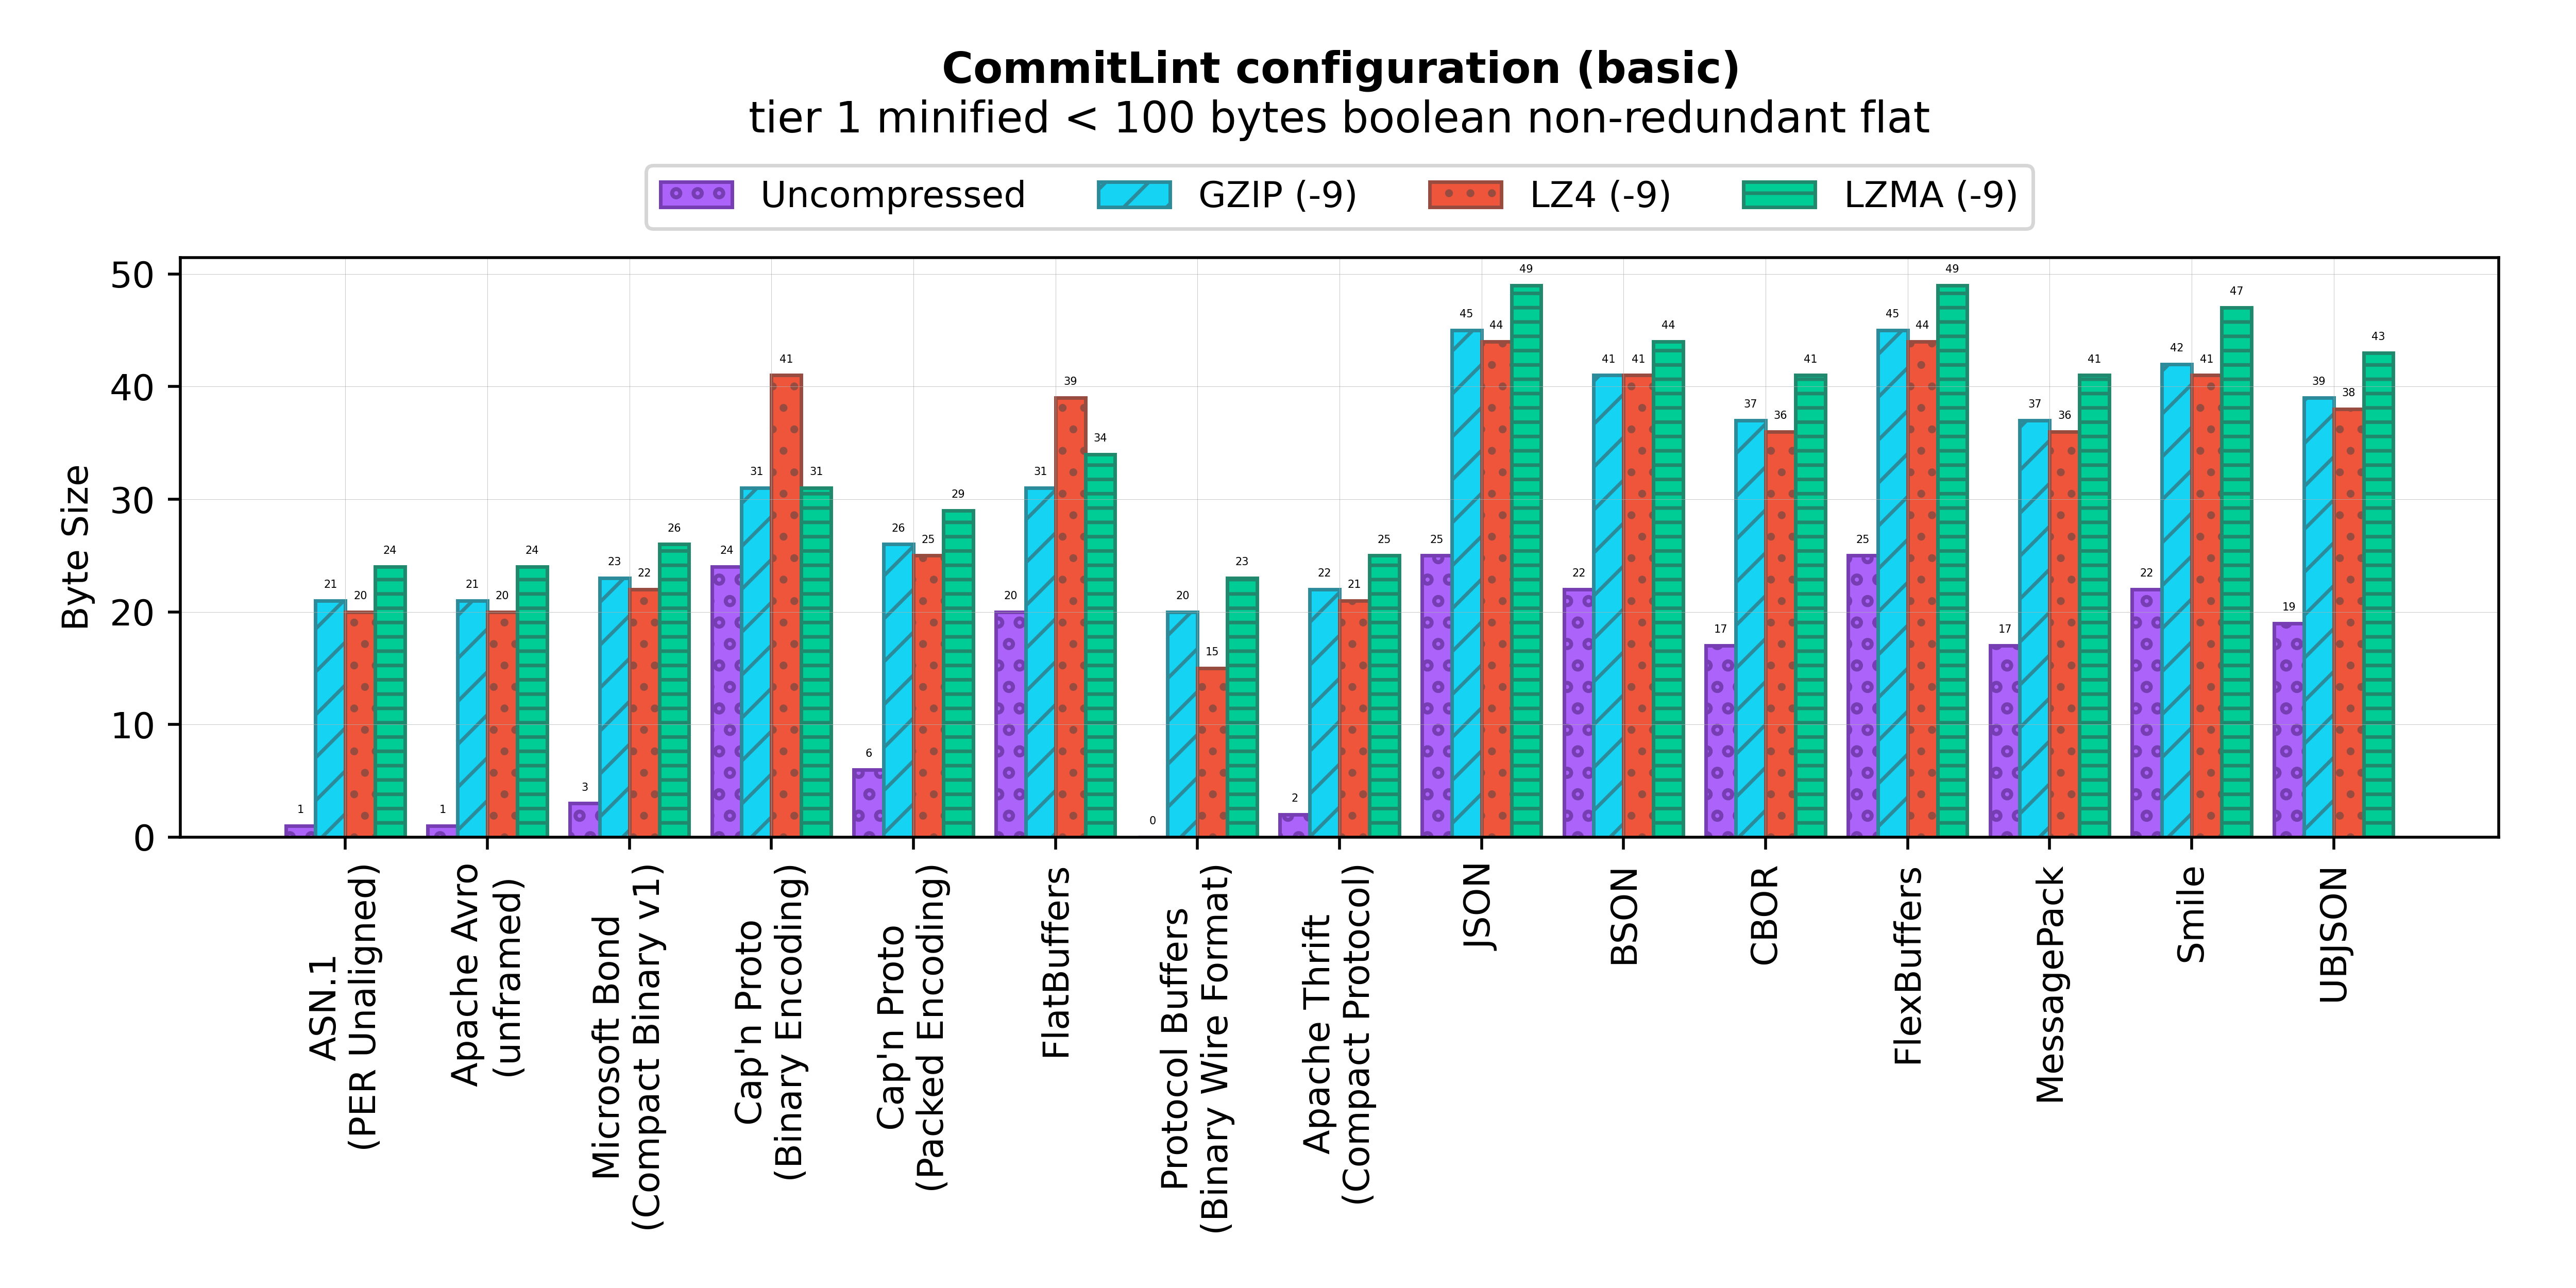 CommitLint configuration (basic)
tier 1 minified < 100 bytes boolean non-redundant flat
Uncompressed
GZIP (-9)
LZ4 (-9)
LZMA (-9)
Byte Size
50
40
30
20
10
0
1
21
20
24
1
21
20
24
3
23
22
26
24
31
41
31
6
26
25
29
20
31
39
34
0
20
15
23
2
22
21
25
25
45
44
49
22
41
41
44
17
37
36
41
25
45
44
49
17
37
36
41
22
42
41
47
19
39
38
43
ASN.1
(PER Unaligned)
Apache Avro
(unframed)
Microsoft Bond
(Compact Binary v1)
Cap'n Proto
(Binary Encoding)
Cap'n Proto
(Packed Encoding)
FlatBuffers
Protocol Buffers
(Binary Wire Format)
Apache Thrift
(Compact Protocol)
JSON
BSON
CBOR
FlexBuffers
MessagePack
Smile
UBJSON